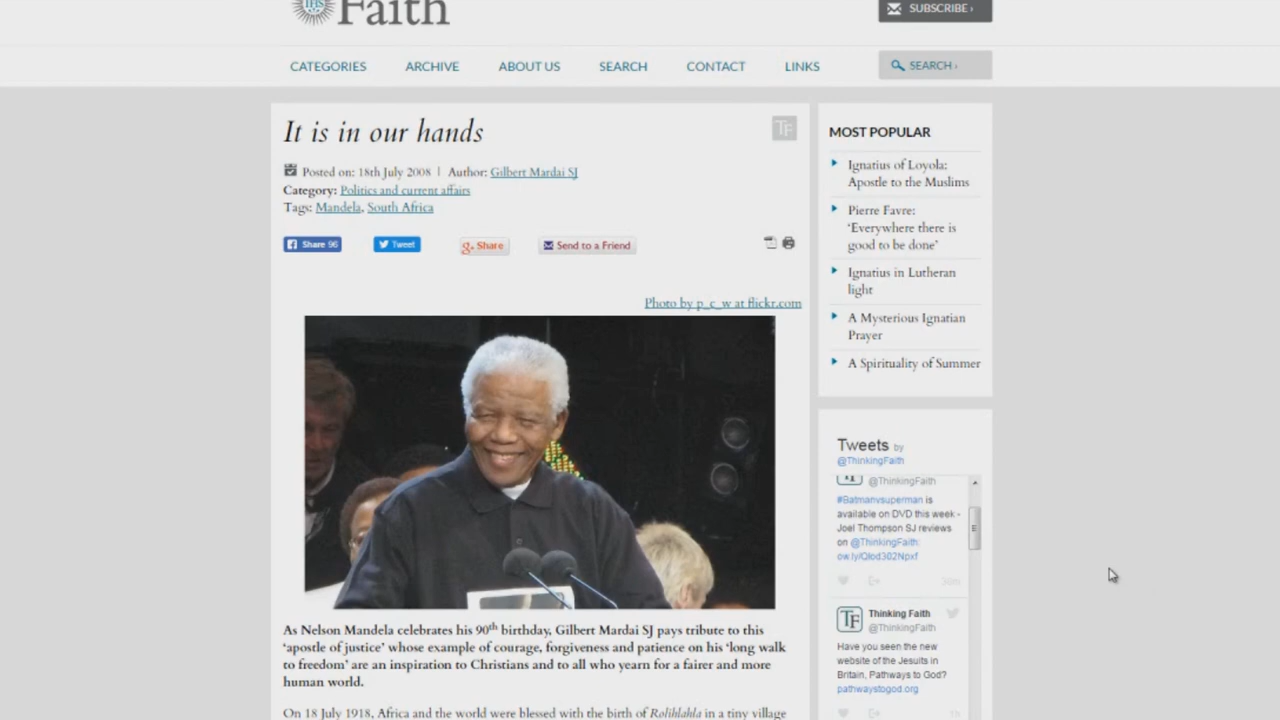 IHS
Faith
SUBSCRIBE ›
CATEGORIES
ARCHIVE
ABOUT US
SEARCH
CONTACT
LINKS
SEARCH ›
It is in our hands
TF
Posted on: 18th July 2008 | Author: Gilbert Mardai SJ
Category: Politics and current affairs
Tags: Mandela, South Africa
Share 96
Tweet
g+ Share
Send to a Friend
Photo by p_c_w at flickr.com
As Nelson Mandela celebrates his 90th birthday, Gilbert Mardai SJ pays tribute to this
‘apostle of justice’ whose example of courage, forgiveness and patience on his ‘long walk
to freedom’ are an inspiration to Christians and to all who yearn for a fairer and more
human world.
On 18 July 1918, Africa and the world were blessed with the birth of Rolihlahla in a tiny village
MOST POPULAR
Ignatius of Loyola:
Apostle to the Muslims
Pierre Favre:
‘Everywhere there is
good to be done’
Ignatius in Lutheran
light
A Mysterious Ignatian
Prayer
A Spirituality of Summer
Tweets by
@ThinkingFaith
@ThinkingFaith
#Batmanvsuperman is
available on DVD this week -
Joel Thompson SJ reviews
on @ThinkingFaith:
30m
TF
Thinking Faith
@ThinkingFaith
Have you seen the new
website of the Jesuits in
Britain, Pathways to God?
pathwaystogod.org
1h